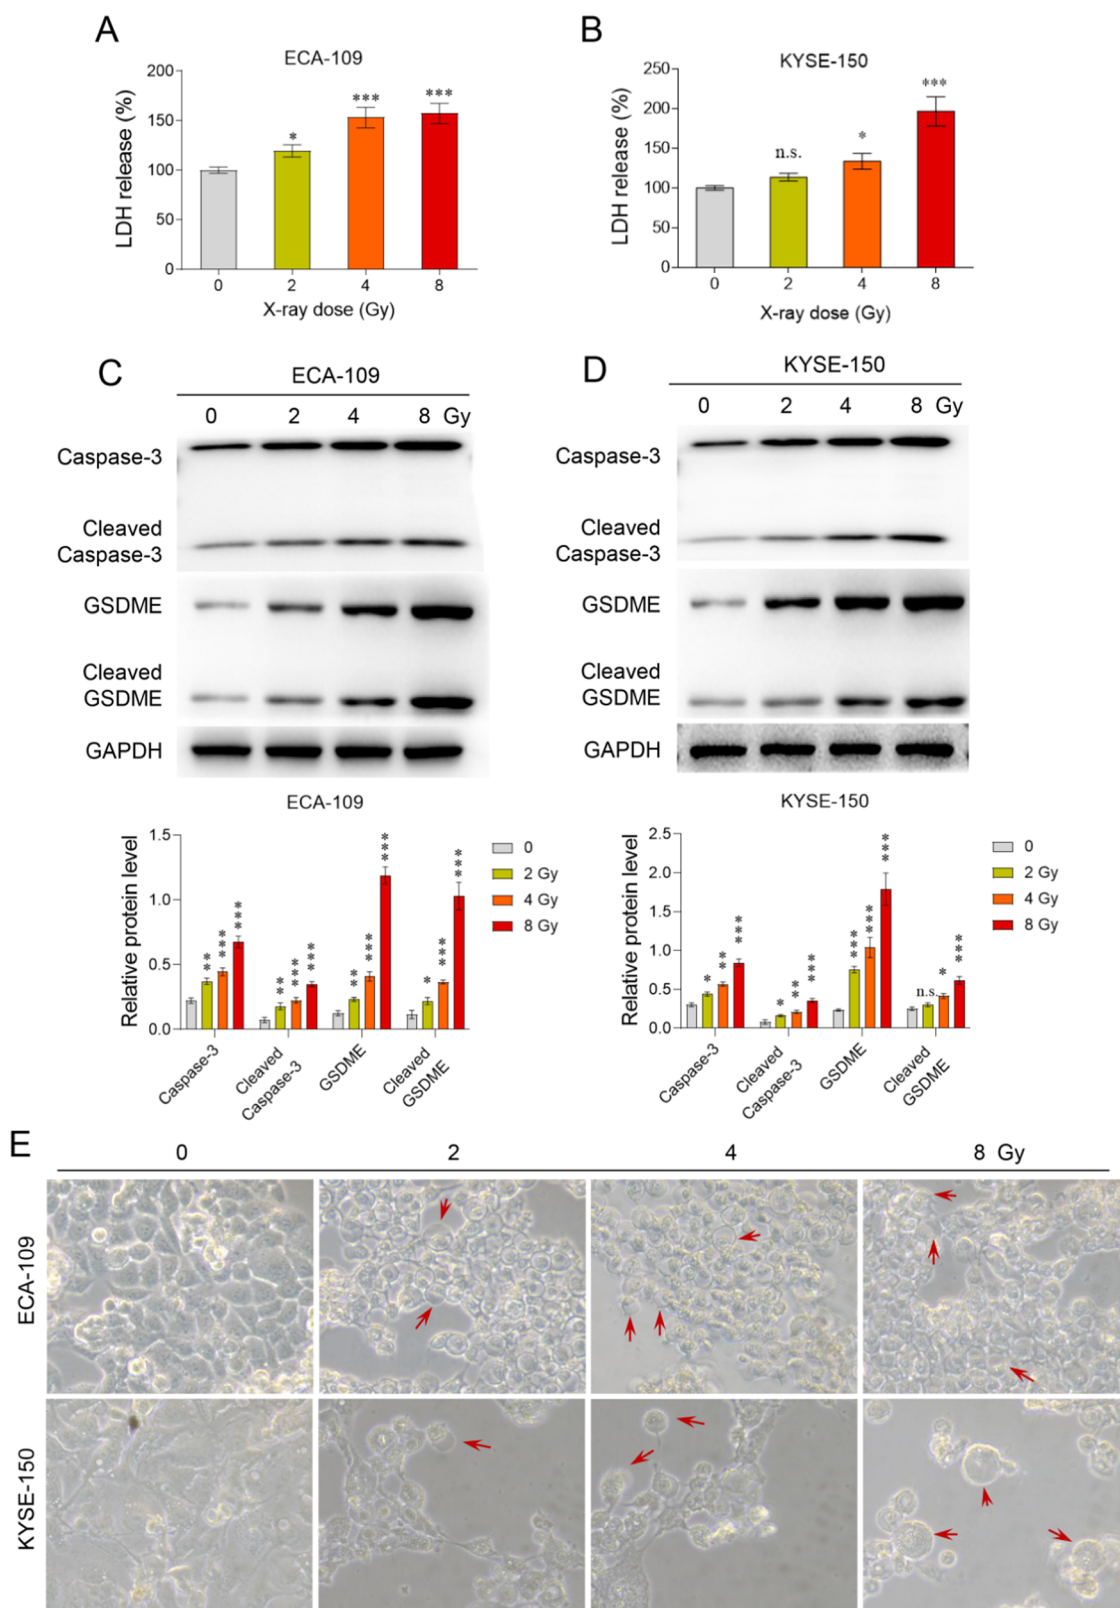 A
ECA-109
LDH release (%)
200
150
100
50
0
*
***
***
0 2 4 8
X-ray dose (Gy)
B
KYSE-150
LDH release (%)
250
200
150
100
50
0
n.s.
*
***
0 2 4 8
X-ray dose (Gy)
C
ECA-109
0 2 4 8 Gy
Caspase-3
Cleaved
Caspase-3
GSDME
Cleaved
GSDME
GAPDH
ECA-109
Relative protein level
1.5
1.0
0.5
0.0
** *** ***
** *** ***
** *** ***
* *** ***
Caspase-3
Cleaved
Caspase-3
GSDME
Cleaved
GSDME
0
2 Gy
4 Gy
8 Gy
D
KYSE-150
0 2 4 8 Gy
Caspase-3
Cleaved
Caspase-3
GSDME
Cleaved
GSDME
GAPDH
KYSE-150
Relative protein level
2.5
2.0
1.5
1.0
0.5
0.0
* ** ***
* ** ***
*** *** ***
n.s. * ***
Caspase-3
Cleaved
Caspase-3
GSDME
Cleaved
GSDME
0
2 Gy
4 Gy
8 Gy
E
0 2 4 8 Gy
ECA-109
KYSE-150